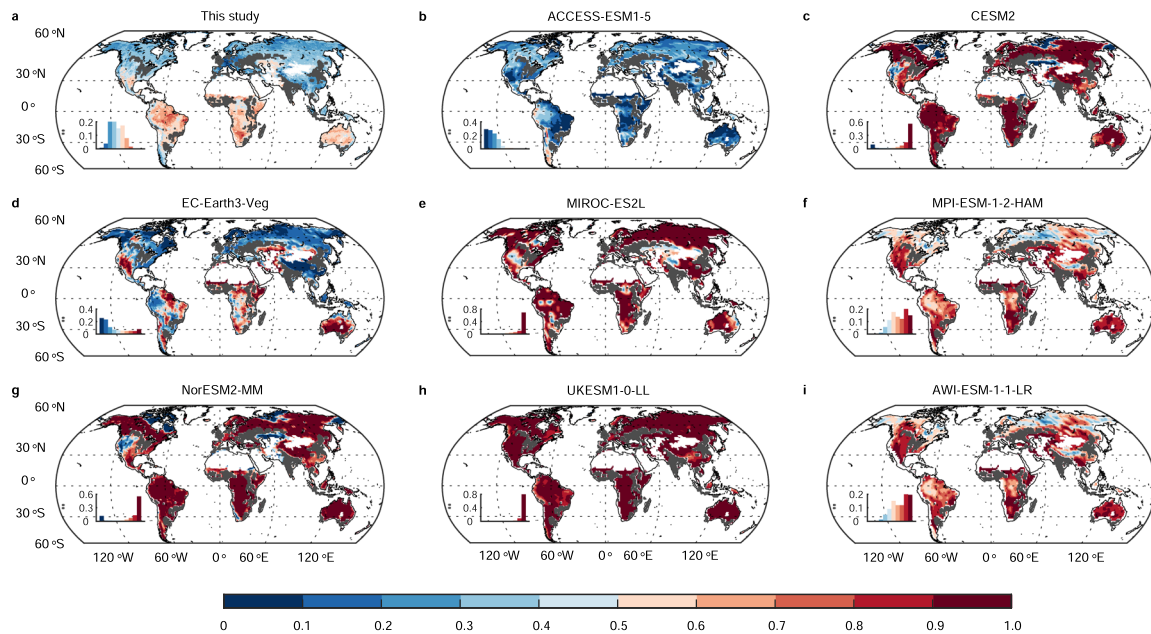 a This study b ACCESS-ESM1-5 c CESM2
60 °N
30 °N
0 °
30 °S
60 °S
0.2
0.1
0
0.4
0.2
0
0.6
0.3
0
d EC-Earth3-Veg e MIROC-ES2L f MPI-ESM-1-2-HAM
60 °N
30 °N
0 °
30 °S
60 °S
0.4
0.2
0
0.8
0.4
0
0.2
0.1
0
g NorESM2-MM h UKESM1-0-LL i AWI-ESM-1-1-LR
60 °N
30 °N
0 °
30 °S
60 °S
0.6
0.3
0
0.8
0.4
0
0.2
0.1
0
120 °W 60 °W 0 ° 60 °E 120 °E 120 °W 60 °W 0 ° 60 °E 120 °E 120 °W 60 °W 0 ° 60 °E 120 °E
0 0.1 0.2 0.3 0.4 0.5 0.6 0.7 0.8 0.9 1.0